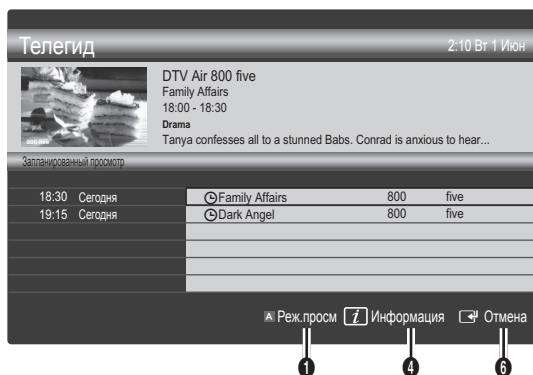 Телегид 2:10 Вт 1 Июн
DTV Air 800 five
Family Affairs
18:00 - 18:30
Drama
Tanya confesses all to a stunned Babs. Conrad is anxious to hear...
800 five
Запланированный просмотр
18:30 Сегодня Family Affairs 800 five
19:15 Сегодня Dark Angel 800 five
A Реж.просм i Информация Отмена
1 4 6